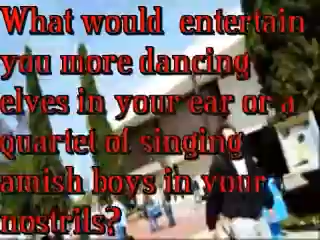 What would entertain
you more dancing
elves in your ear or a
quartet of singing
amish boys in your
nostrils?